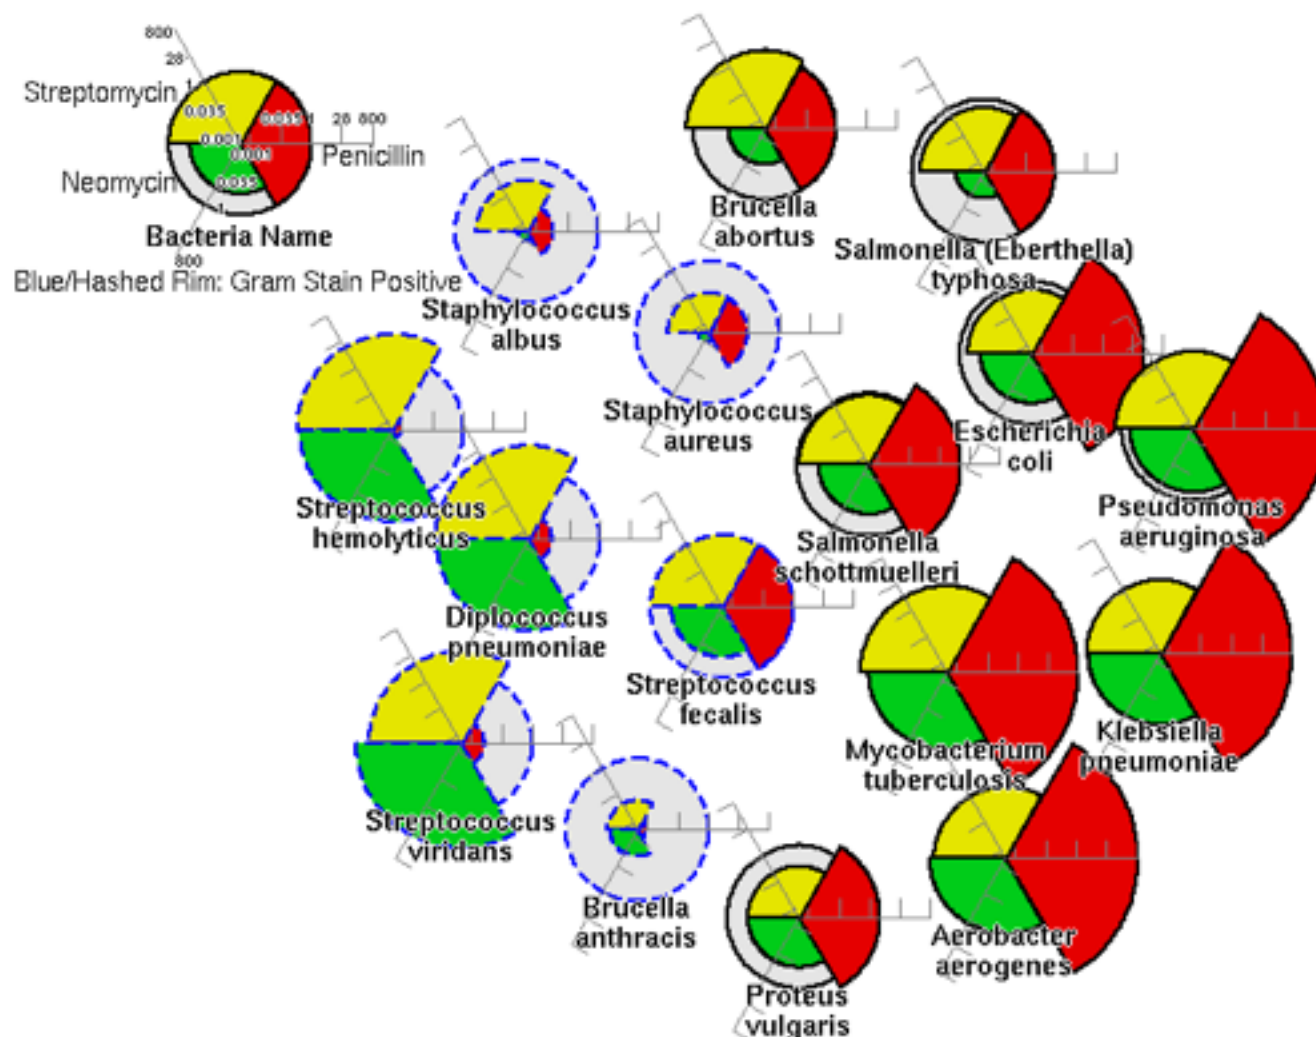 800
28
1
Streptomycin
0.035
0.035 1 28 800
0.001
0.001
Penicillin
Neomycin
0.035
1
Bacteria Name
800
Blue/Hashed Rim: Gram Stain Positive
Brucella
abortus
Salmonella (Eberthella)
typhosa
Staphylococcus
albus
Staphylococcus
aureus
Escherichia
coli
Pseudomonas
aeruginosa
Streptococcus
hemolyticus
Salmonella
schottmuelleri
Diplococcus
pneumoniae
Streptococcus
fecalis
Mycobacterium
tuberculosis
Klebsiella
pneumoniae
Streptococcus
viridans
Brucella
anthracis
Aerobacter
aerogenes
Proteus
vulgaris